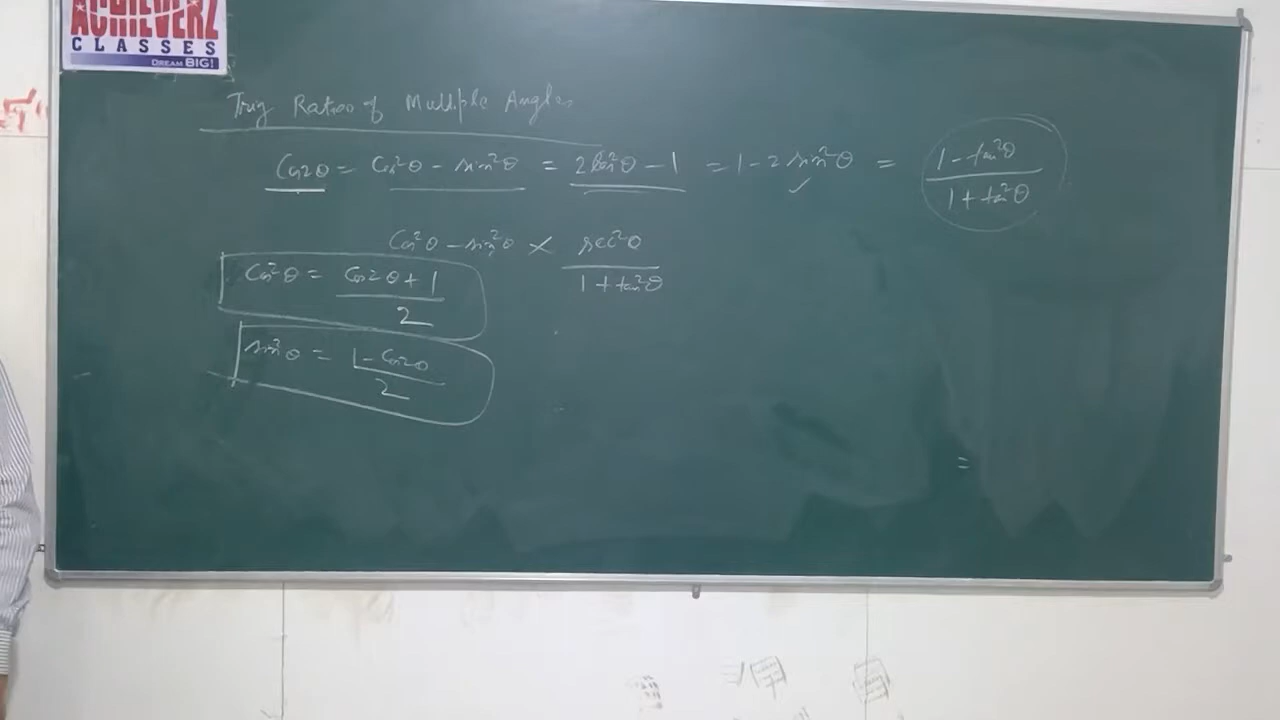 ACHIEVERZ
CLASSES
DREAM BIG!
Trig Ratios of Multiple Angles
Cos2θ = Cos²θ - sin²θ = 2Cos²θ - 1 = 1 - 2 sin²θ = (1 - tan²θ)/(1 + tan²θ)
Cos²θ - sin²θ × sec²θ/(1 + tan²θ)
Cos²θ = (Cos2θ + 1)/2
sin²θ = (1 - Cos2θ)/2
=